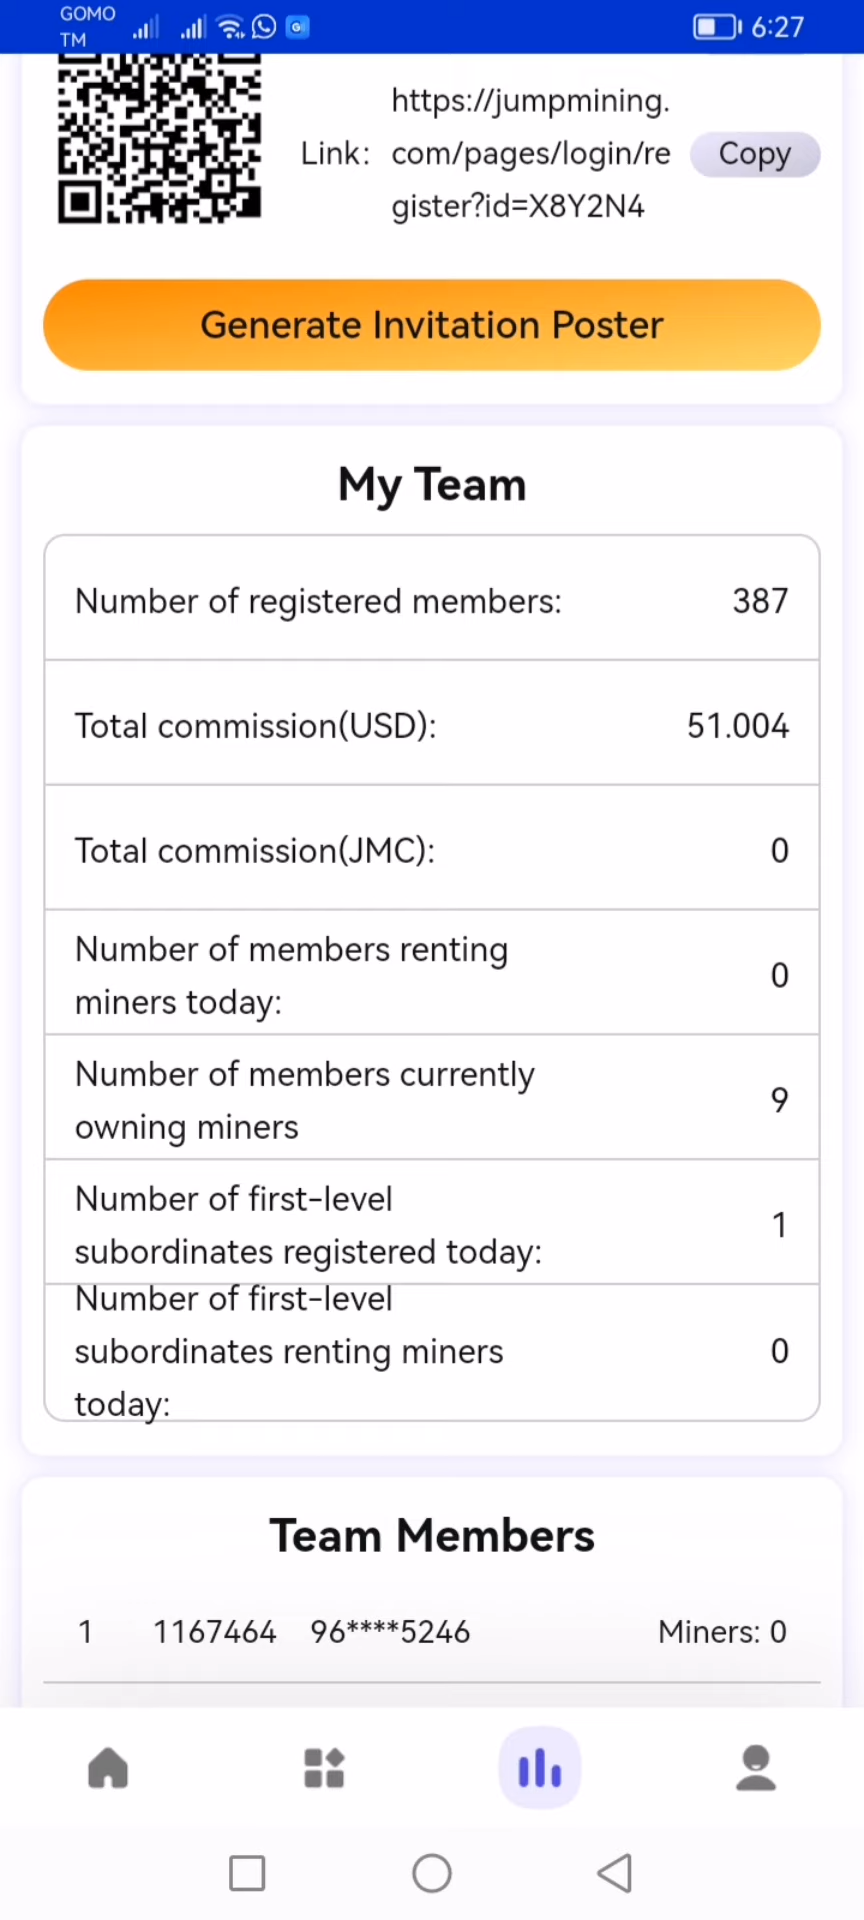 GOMO
TM
6:27
https://jumpmining.
Link: com/pages/login/re Copy
gister?id=X8Y2N4
Generate Invitation Poster
My Team
Number of registered members: 387
Total commission(USD): 51.004
Total commission(JMC): 0
Number of members renting
miners today: 0
Number of members currently
owning miners 9
Number of first-level
subordinates registered today: 1
Number of first-level
subordinates renting miners 0
today:
Team Members
1 1167464 96****5246 Miners: 0